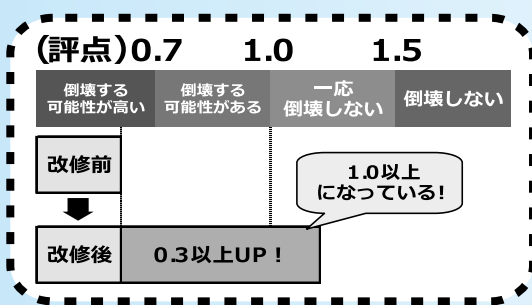 (評点)0.7 1.0 1.5
倒壊する
可能性が高い
倒壊する
可能性がある
一応
倒壊しない
倒壊しない
改修前
1.0以上
になっている!
改修後
0.3以上UP！